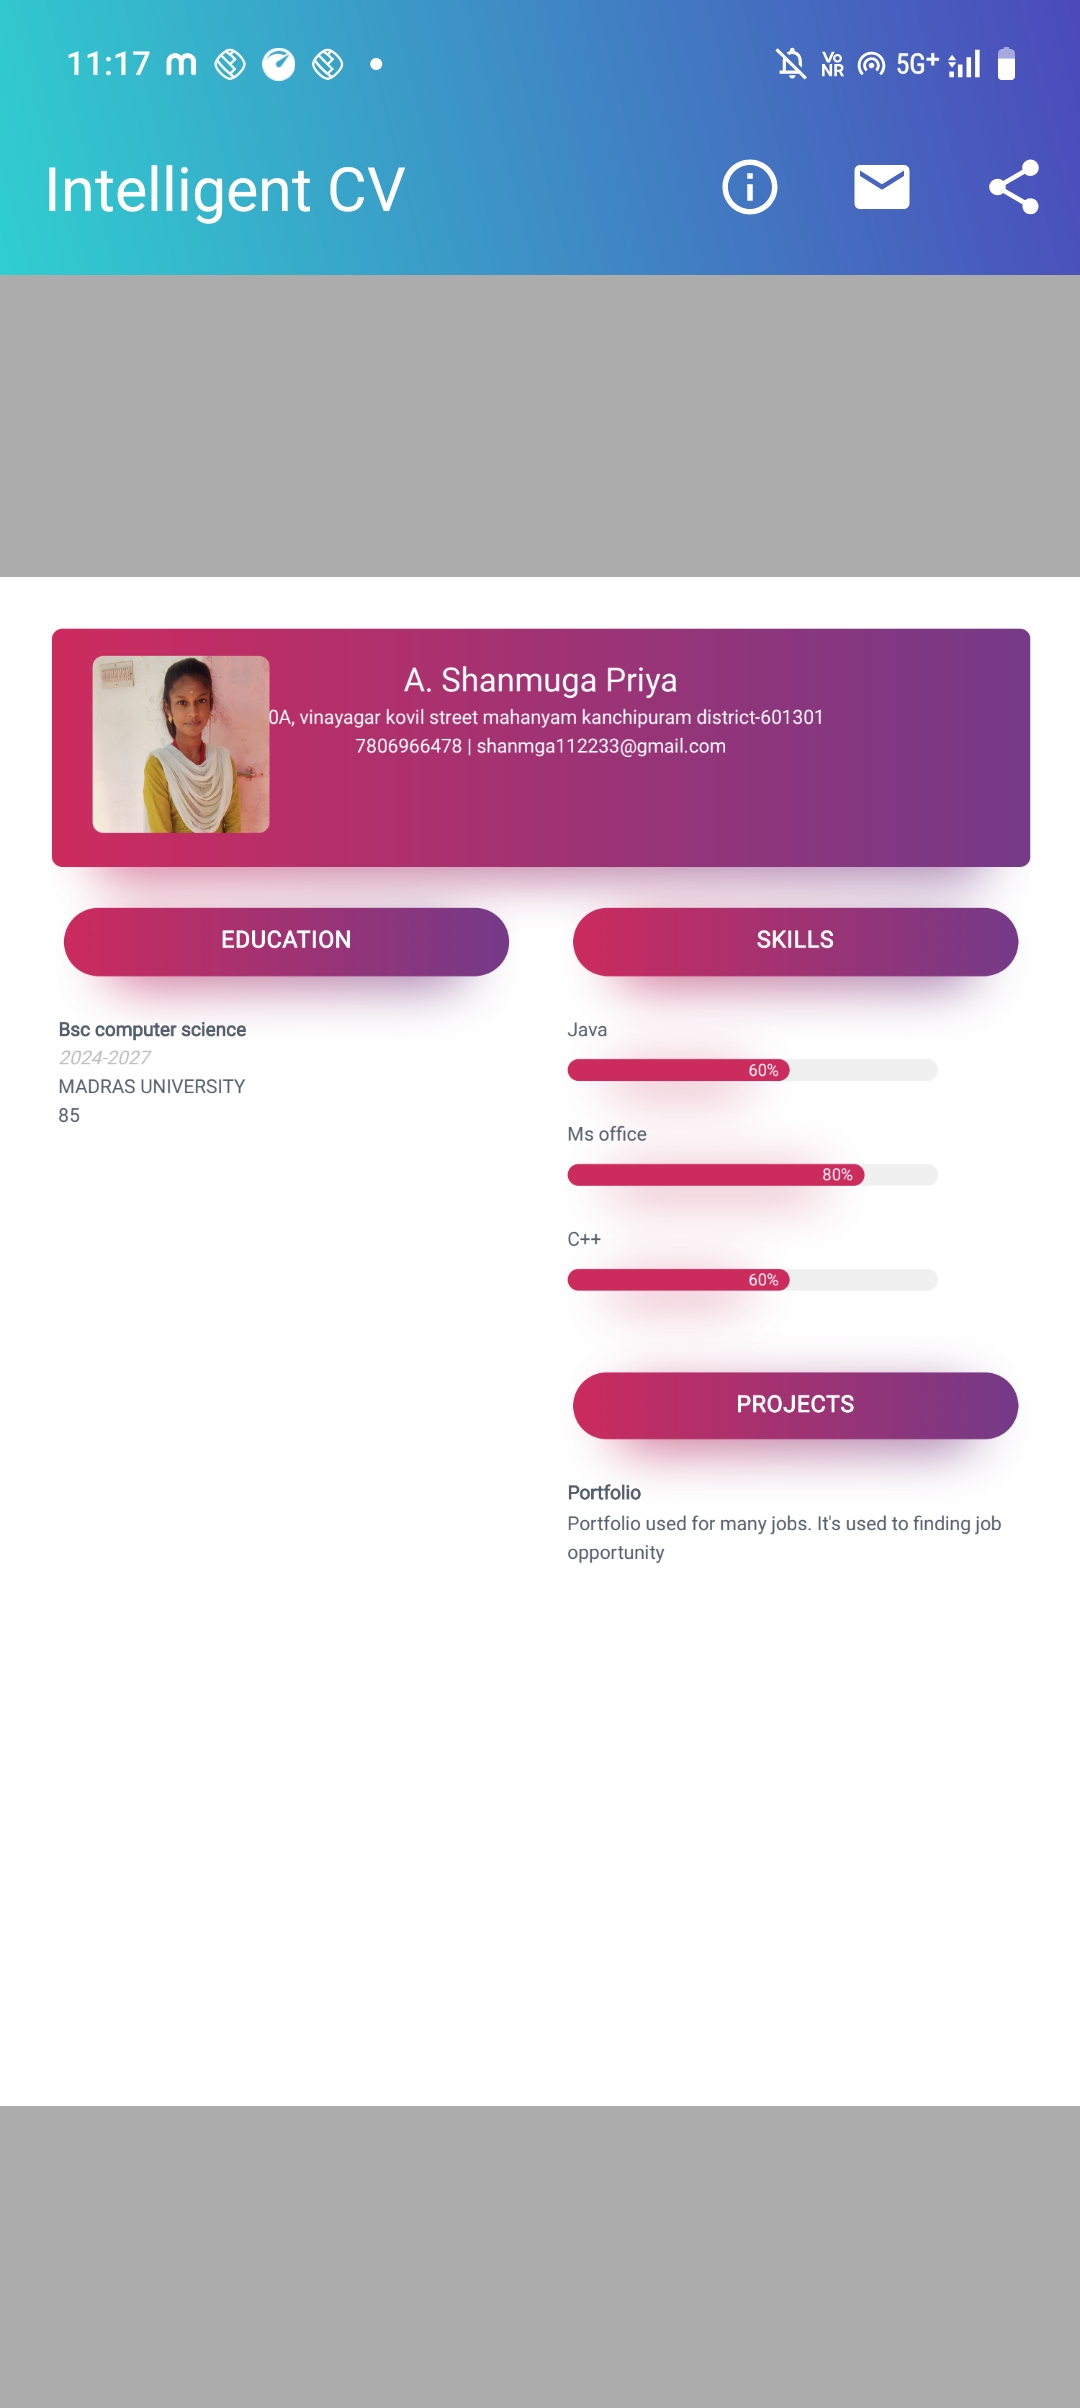 11:17 m
Vo NR 5G+
Intelligent CV
A. Shanmuga Priya
0A, vinayagar kovil street mahanyam kanchipuram district-601301
7806966478 | shanmga112233@gmail.com
EDUCATION
Bsc computer science
2024-2027
MADRAS UNIVERSITY
85
SKILLS
Java
60%
Ms office
80%
C++
60%
PROJECTS
Portfolio
Portfolio used for many jobs. It's used to finding job
opportunity